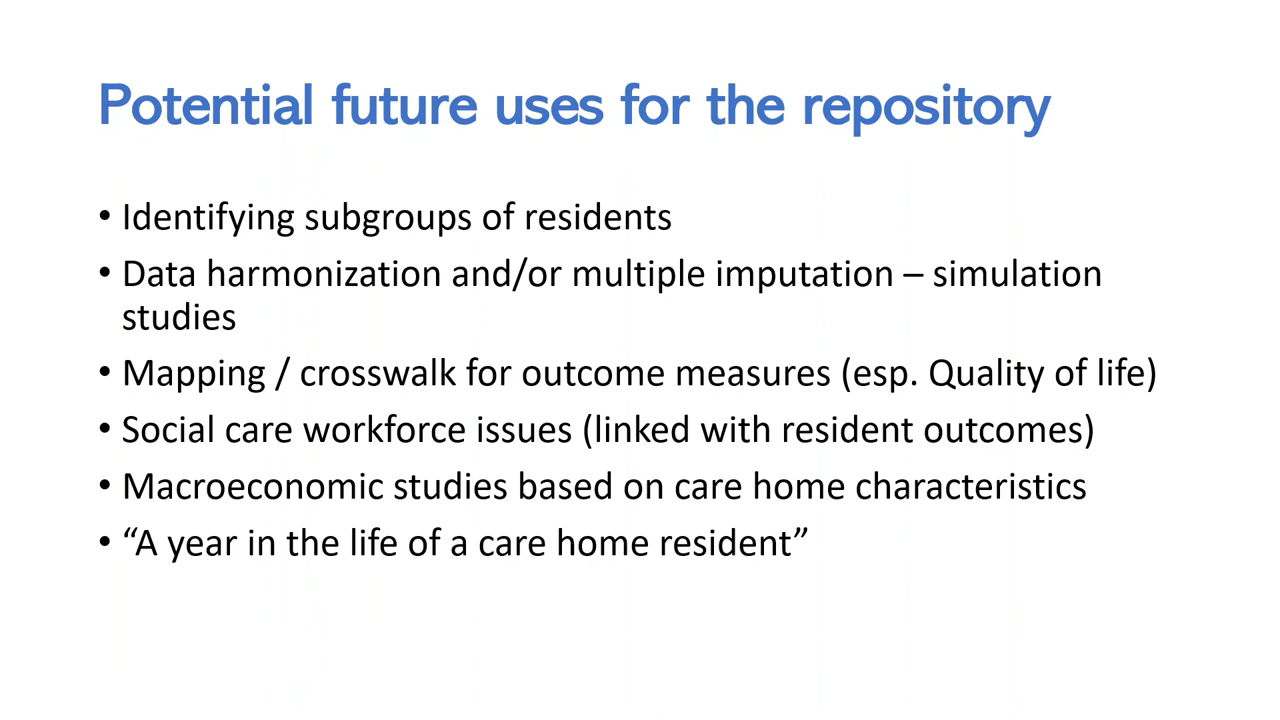 Potential future uses for the repository
• Identifying subgroups of residents
• Data harmonization and/or multiple imputation – simulation
studies
• Mapping / crosswalk for outcome measures (esp. Quality of life)
• Social care workforce issues (linked with resident outcomes)
• Macroeconomic studies based on care home characteristics
• “A year in the life of a care home resident”